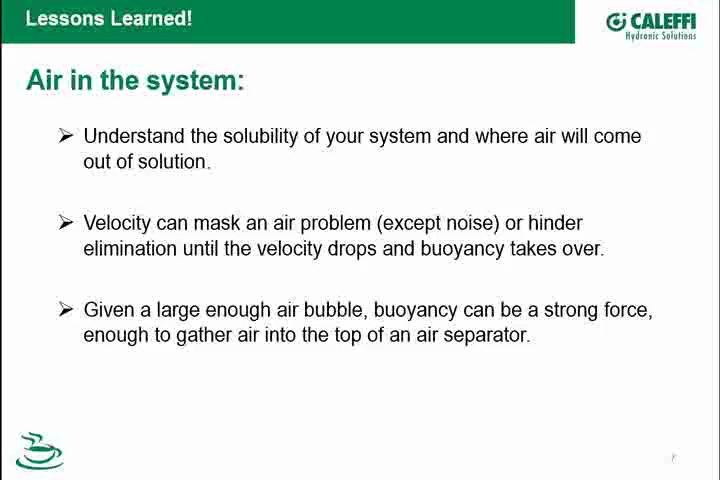 Lessons Learned!
CALEFFI
Hydronic Solutions
Air in the system:
Understand the solubility of your system and where air will come
out of solution.
Velocity can mask an air problem (except noise) or hinder
elimination until the velocity drops and buoyancy takes over.
Given a large enough air bubble, buoyancy can be a strong force,
enough to gather air into the top of an air separator.